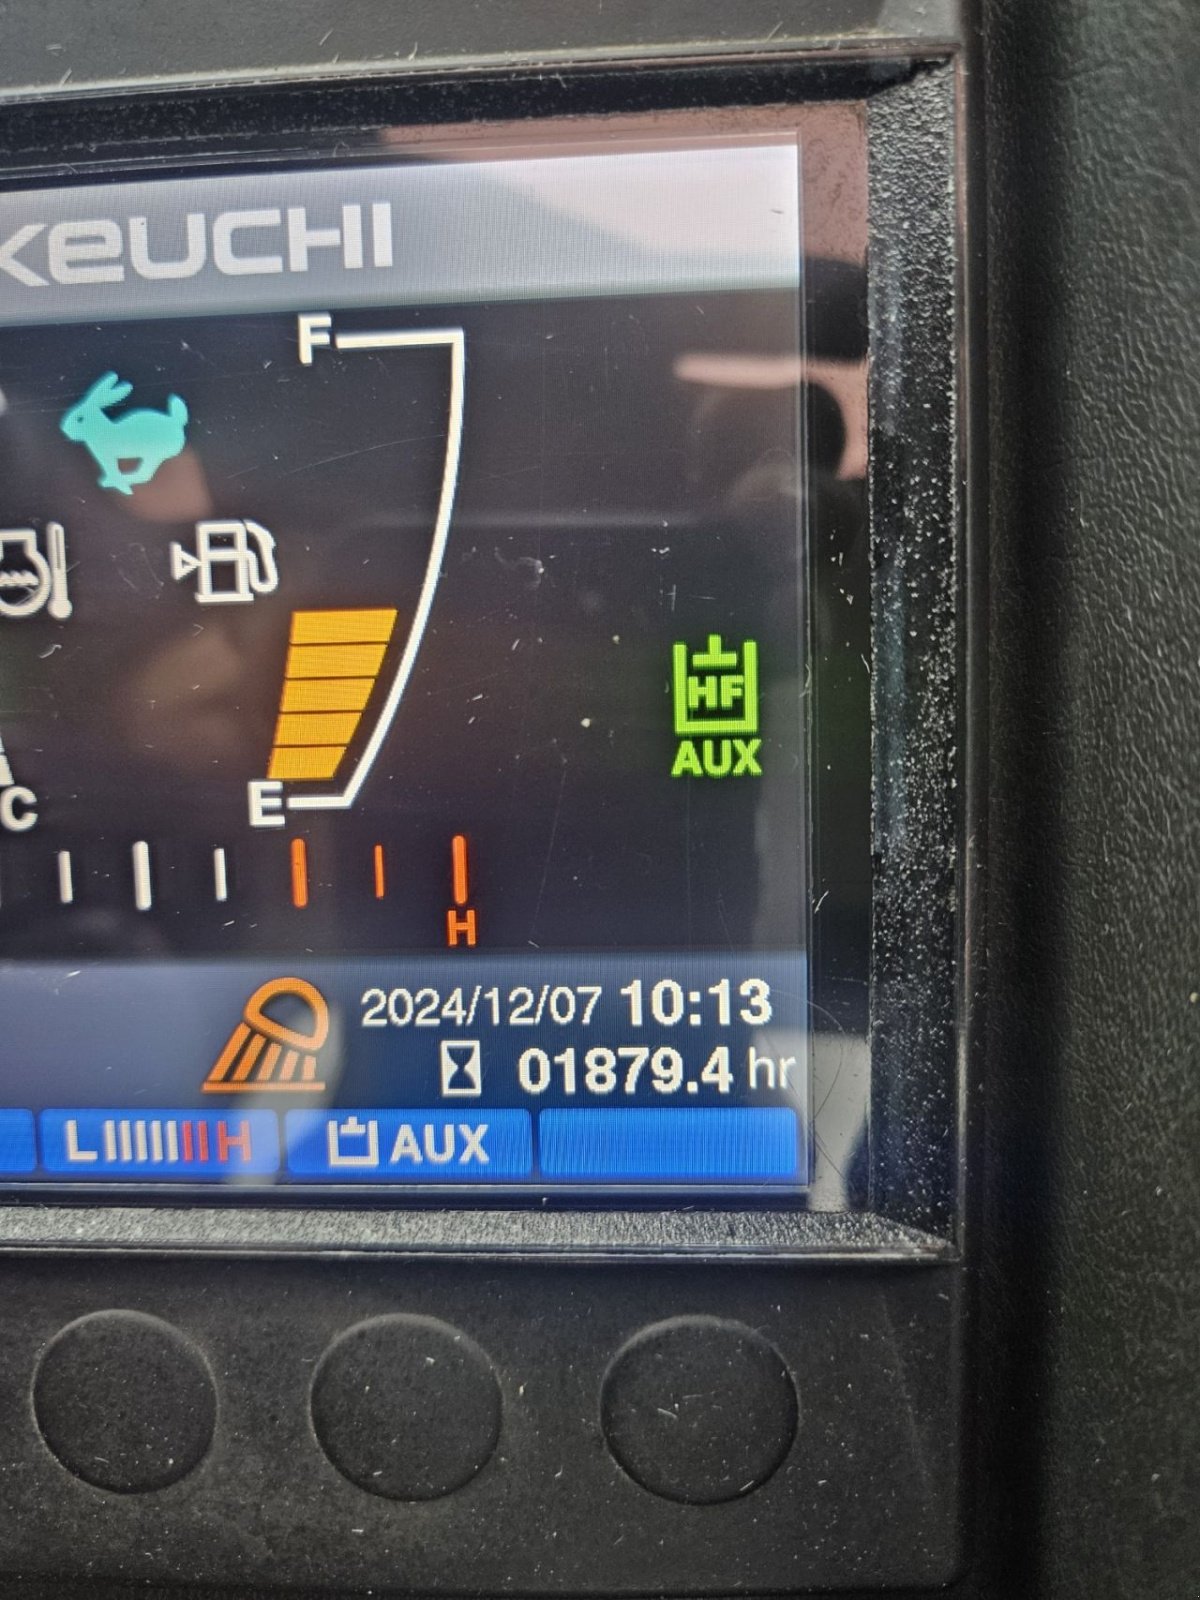 KEUCHI
F
HF
AUX
E
C
H
2024/12/07 10:13
01879.4 hr
L H
AUX